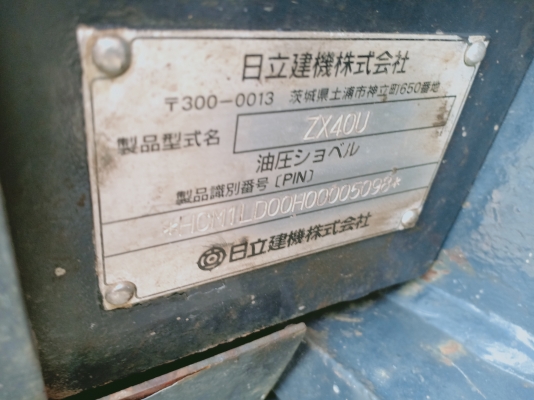 日立建機株式会社
〒300-0013 茨城県土浦市神立町650番地
製品型式名 ZX40U
油圧ショベル
製品識別番号〔PIN〕
日立建機株式会社